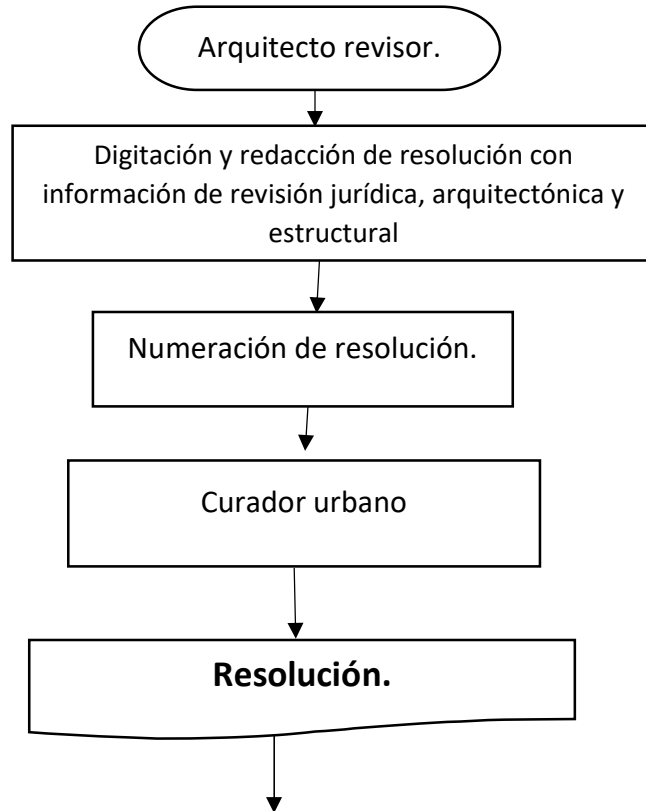 Arquitecto revisor.
Digitación y redacción de resolución con
información de revisión jurídica, arquitectónica y
estructural
Numeración de resolución.
Curador urbano
Resolución.